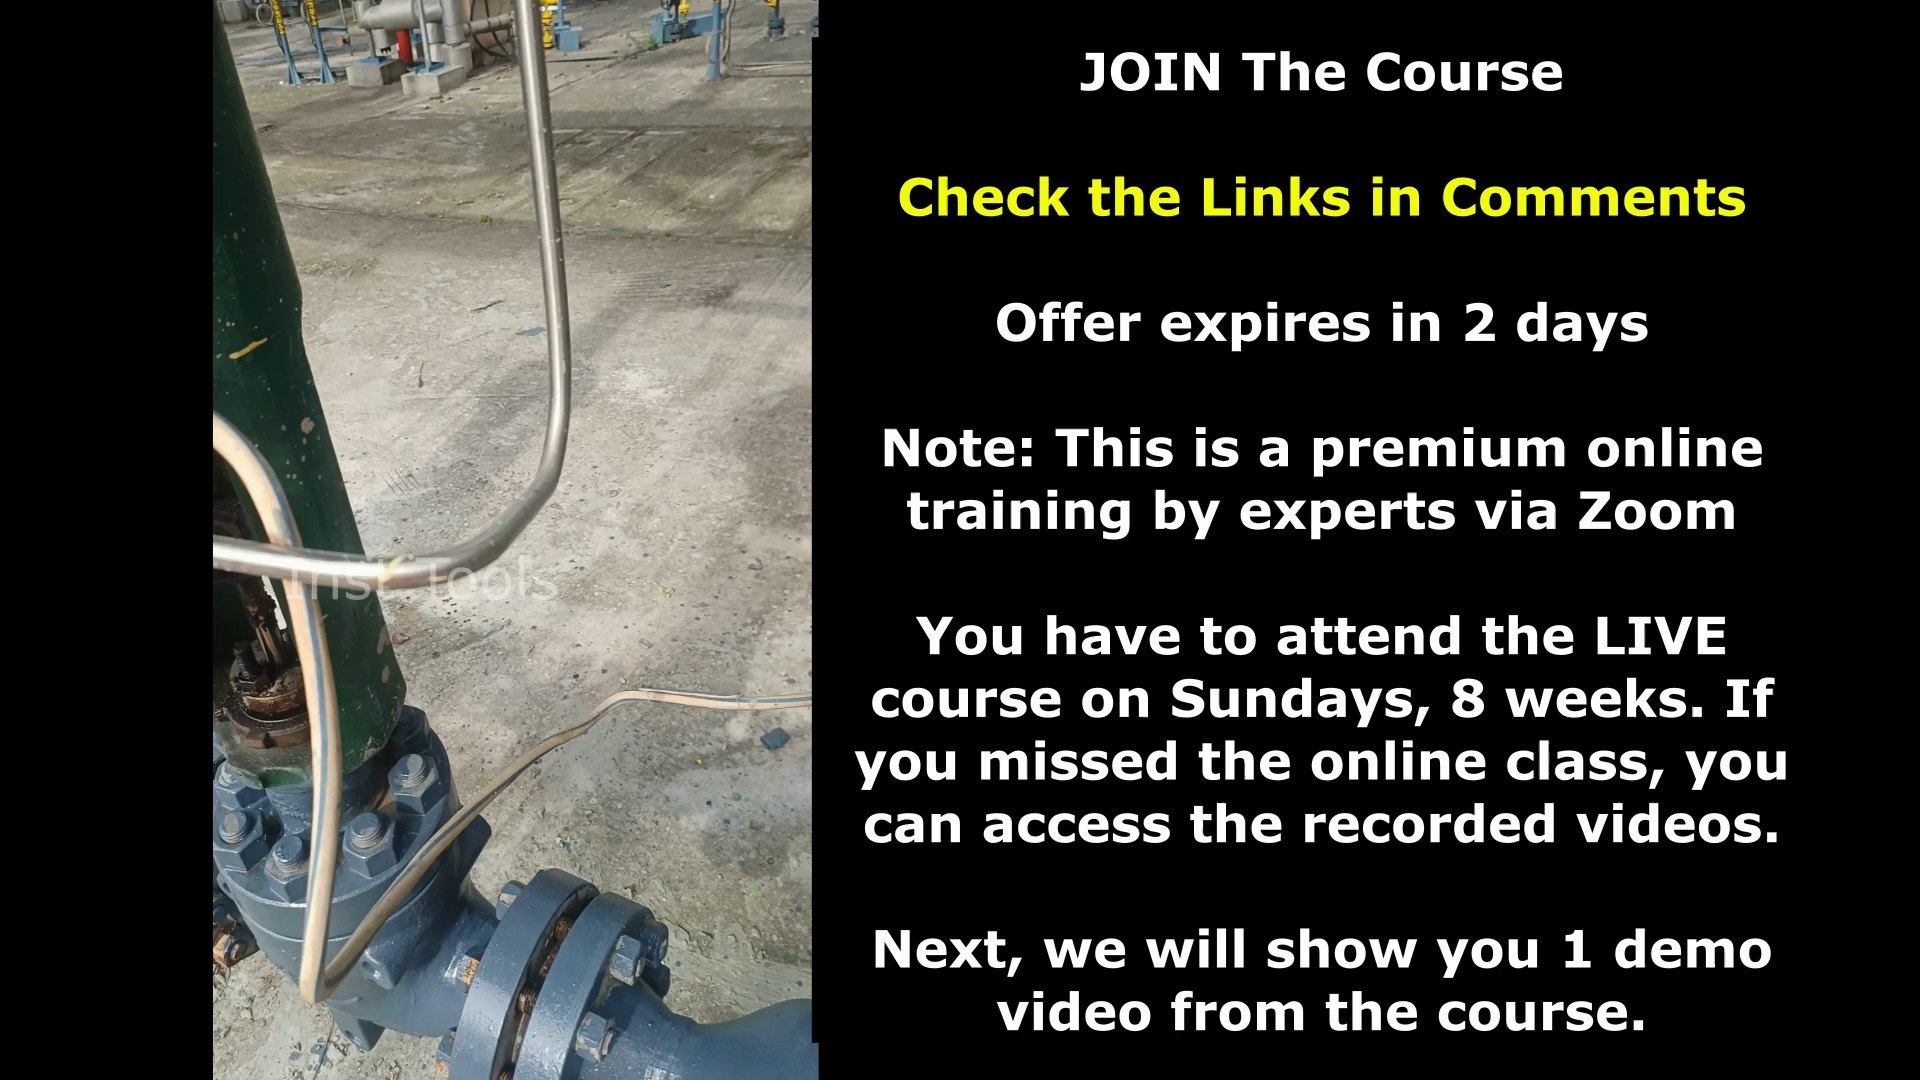 JOIN The Course
Check the Links in Comments
Offer expires in 2 days
Note: This is a premium online
training by experts via Zoom
You have to attend the LIVE
course on Sundays, 8 weeks. If
you missed the online class, you
can access the recorded videos.
Next, we will show you 1 demo
video from the course.
Inst Tools